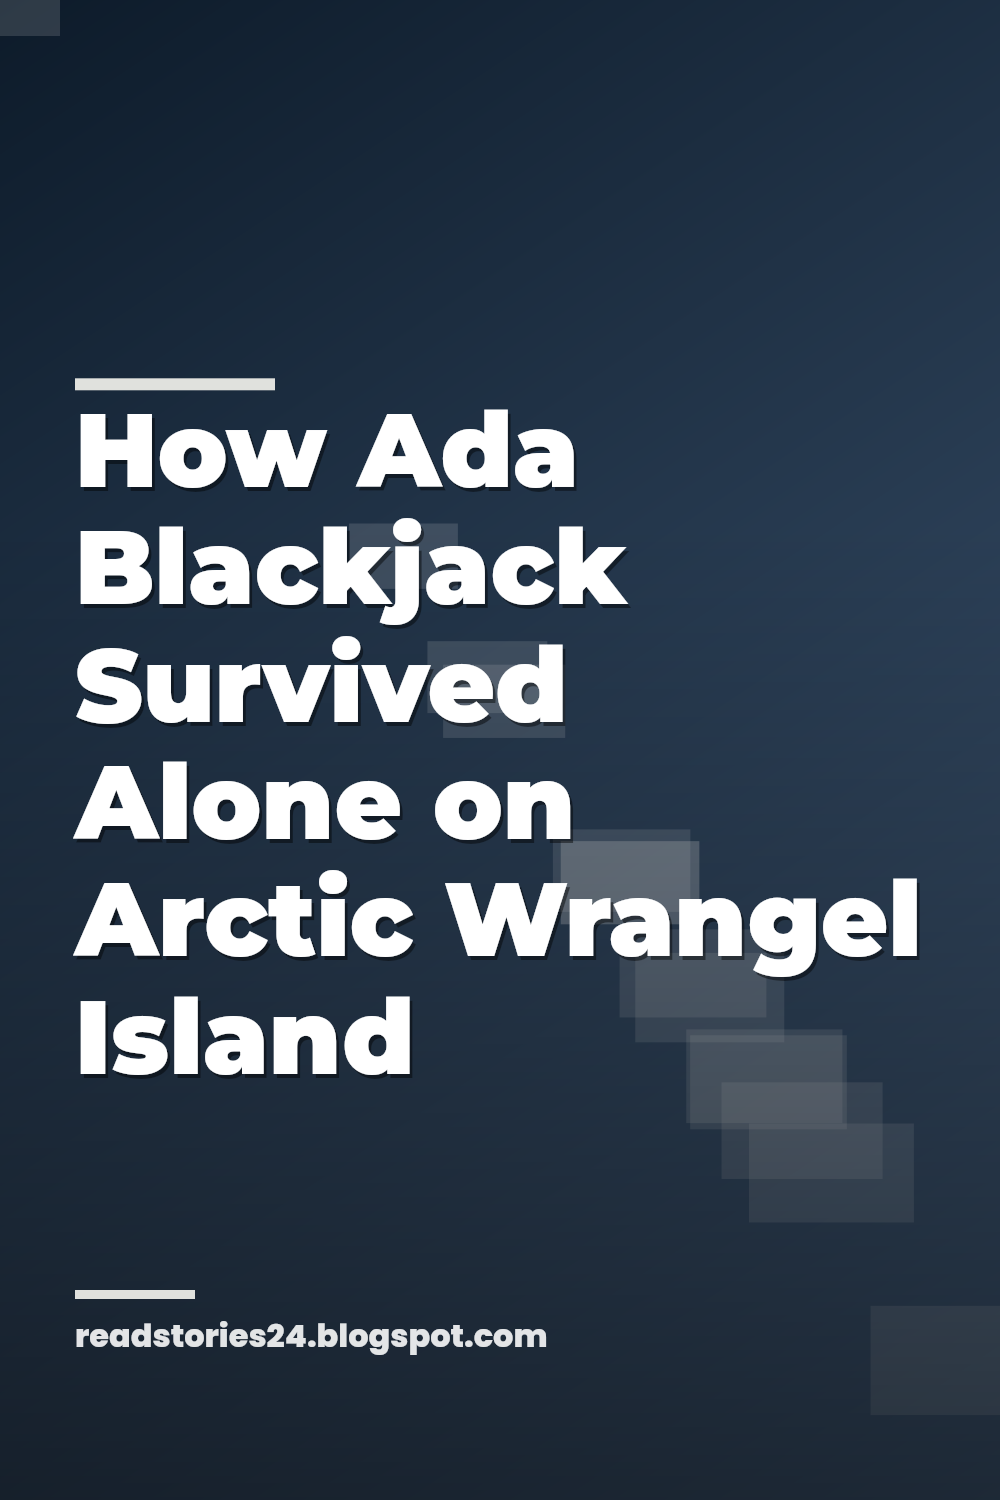 How Ada
Blackjack
Survived
Alone on
Arctic Wrangel
Island
readstories24.blogspot.com